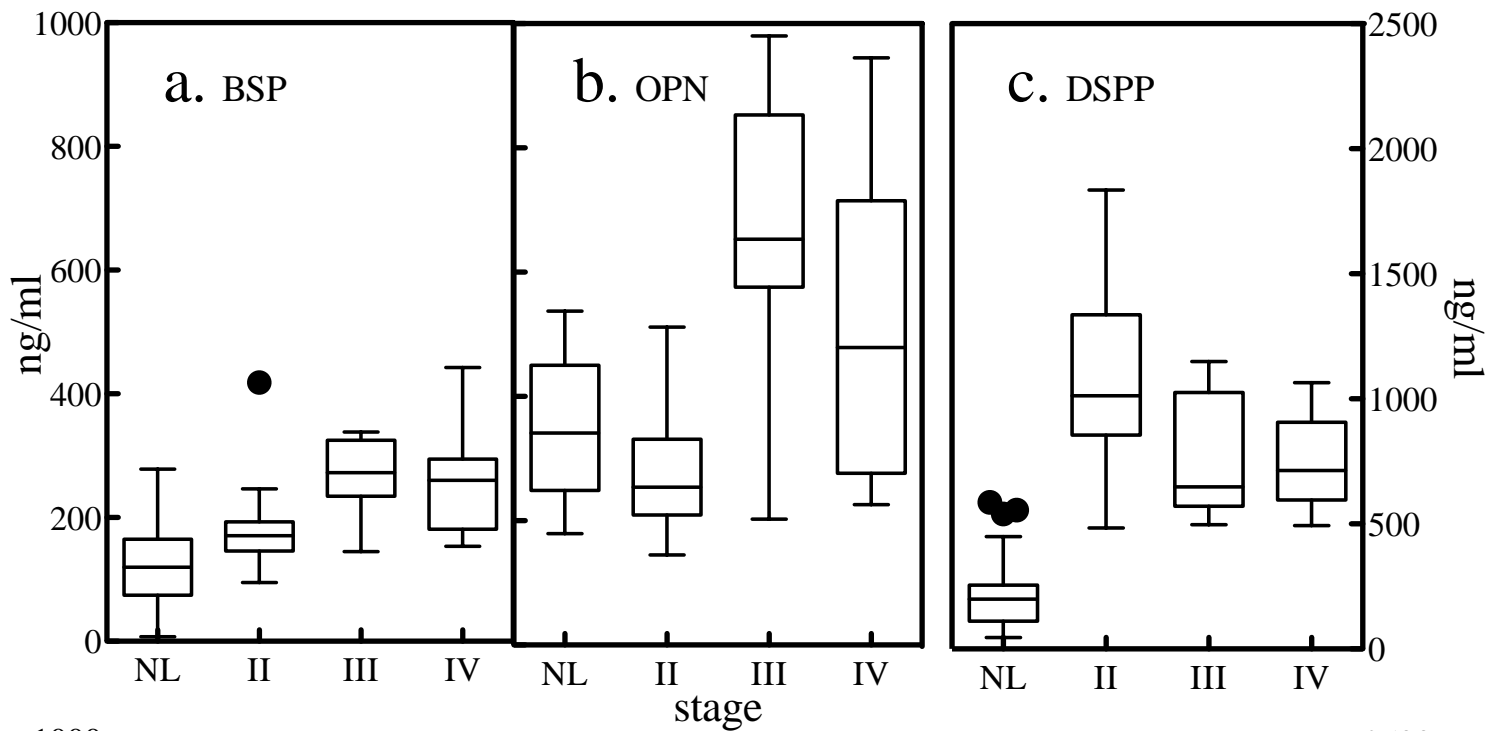 1000
800
600
400
200
0
ng/ml
a. BSP
NL II III IV
b. OPN
NL II III IV
stage
c. DSPP
NL II III IV
2500
2000
1500
1000
500
0
ng/ml